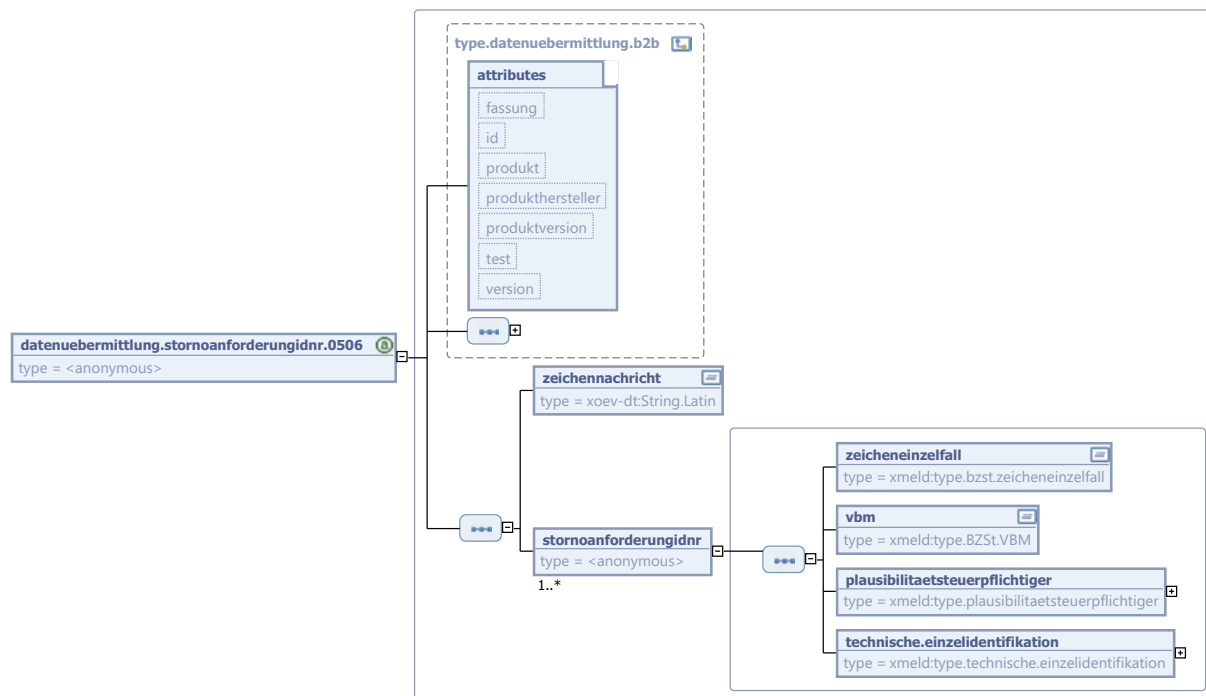 type.datenuebermittlung.b2b
attributes
fassung
id
produkt
produkthersteller
produktversion
test
version
datenuebermittlung.stornoanforderungidnr.0506
type = <anonymous>
zeichennachricht
type = xoev-dt:String.Latin
stornoanforderungidnr
type = <anonymous>
1..*
zeicheneinzelfall
type = xmeld:type.bzst.zeicheneinzelfall
vbm
type = xmeld:type.BZSt.VBM
plausibilitaetsteuerpflichtiger
type = xmeld:type.plausibilitaetsteuerpflichtiger
technische.einzelidentifikation
type = xmeld:type.technische.einzelidentifikation